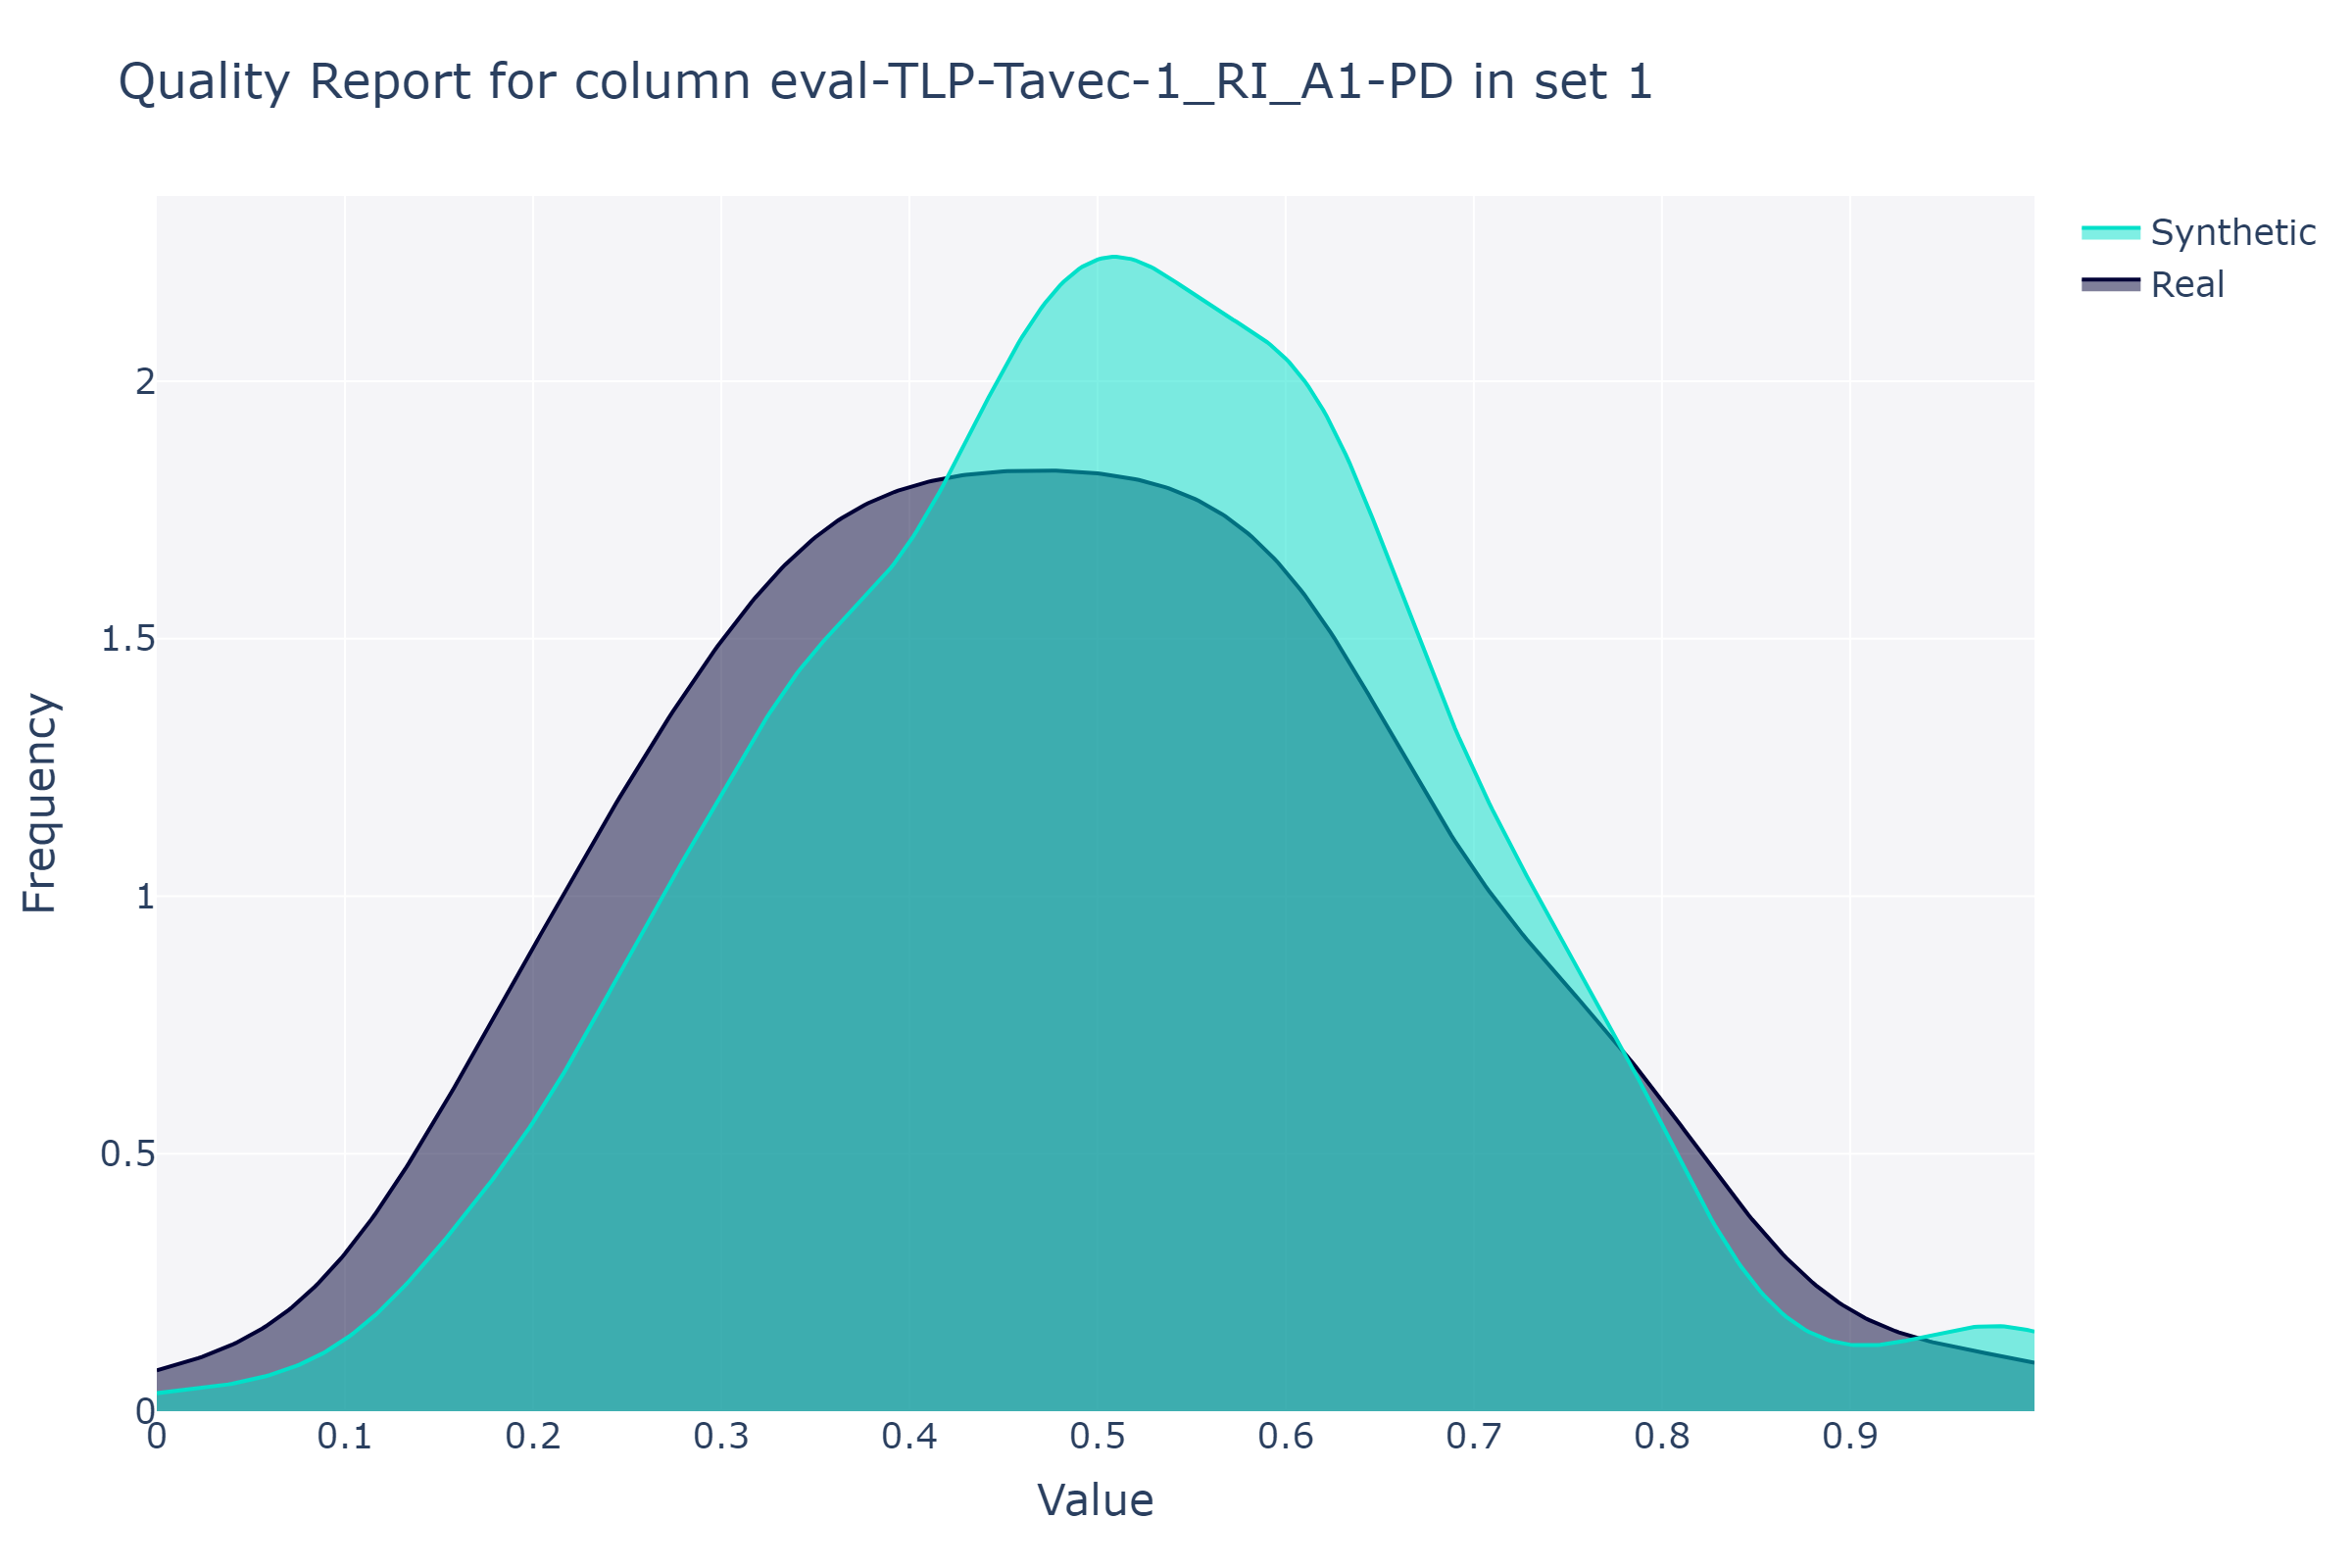 Quality Report for column eval-TLP-Tavec-1_RI_A1-PD in set 1
Synthetic
Real
Frequency
2
1.5
1
0.5
0
0 0.1 0.2 0.3 0.4 0.5 0.6 0.7 0.8 0.9
Value